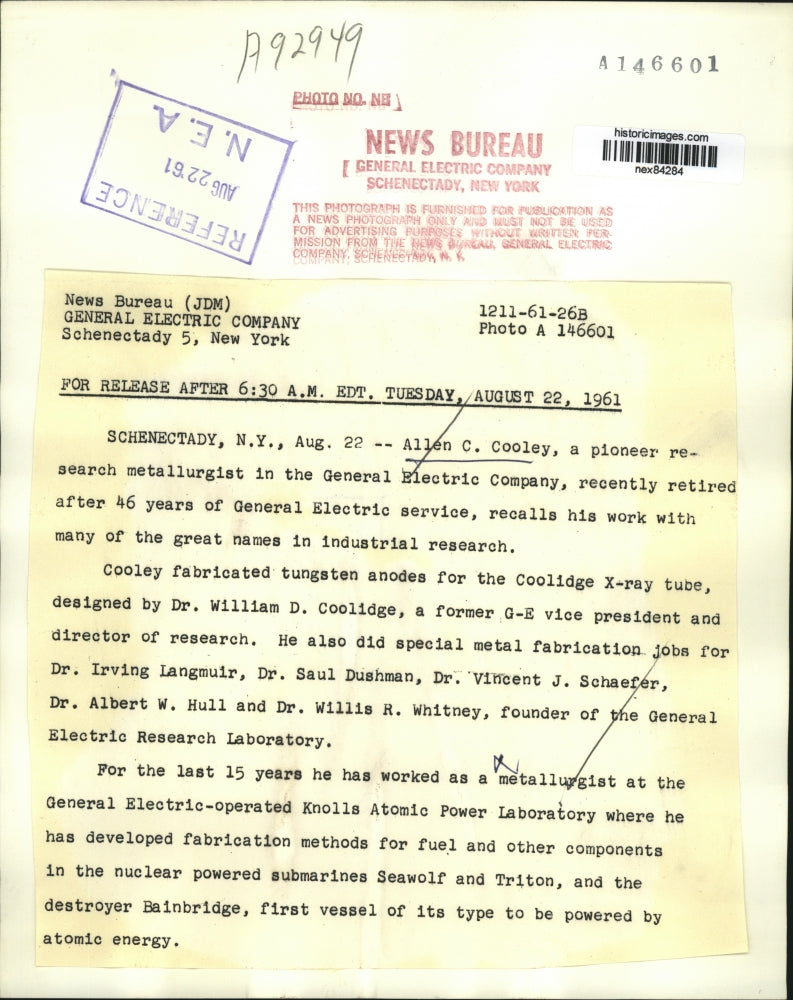 A92949
A146601
PHOTO NO. NB
NEWS BUREAU
GENERAL ELECTRIC COMPANY
SCHENECTADY, NEW YORK
historicimages.com
nex84284
REFERENCE
AUG 22 '61
N.E.A.
THIS PHOTOGRAPH IS FURNISHED FOR PUBLICATION AS
A NEWS PHOTOGRAPH ONLY AND MUST NOT BE USED
FOR ADVERTISING PURPOSES WITHOUT WRITTEN PER-
MISSION FROM THE NEWS BUREAU, GENERAL ELECTRIC
COMPANY, SCHENECTADY, N. Y.
News Bureau (JDM)
GENERAL ELECTRIC COMPANY
Schenectady 5, New York
1211-61-26B
Photo A 146601
FOR RELEASE AFTER 6:30 A.M. EDT. TUESDAY, AUGUST 22, 1961
SCHENECTADY, N.Y., Aug. 22 -- Allen C. Cooley, a pioneer re-
search metallurgist in the General Electric Company, recently retired
after 46 years of General Electric service, recalls his work with
many of the great names in industrial research.
Cooley fabricated tungsten anodes for the Coolidge X-ray tube,
designed by Dr. William D. Coolidge, a former G-E vice president and
director of research. He also did special metal fabrication jobs for
Dr. Irving Langmuir, Dr. Saul Dushman, Dr. Vincent J. Schaefer,
Dr. Albert W. Hull and Dr. Willis R. Whitney, founder of the General
Electric Research Laboratory.
For the last 15 years he has worked as a metallurgist at the
General Electric-operated Knolls Atomic Power Laboratory where he
has developed fabrication methods for fuel and other components
in the nuclear powered submarines Seawolf and Triton, and the
destroyer Bainbridge, first vessel of its type to be powered by
atomic energy.